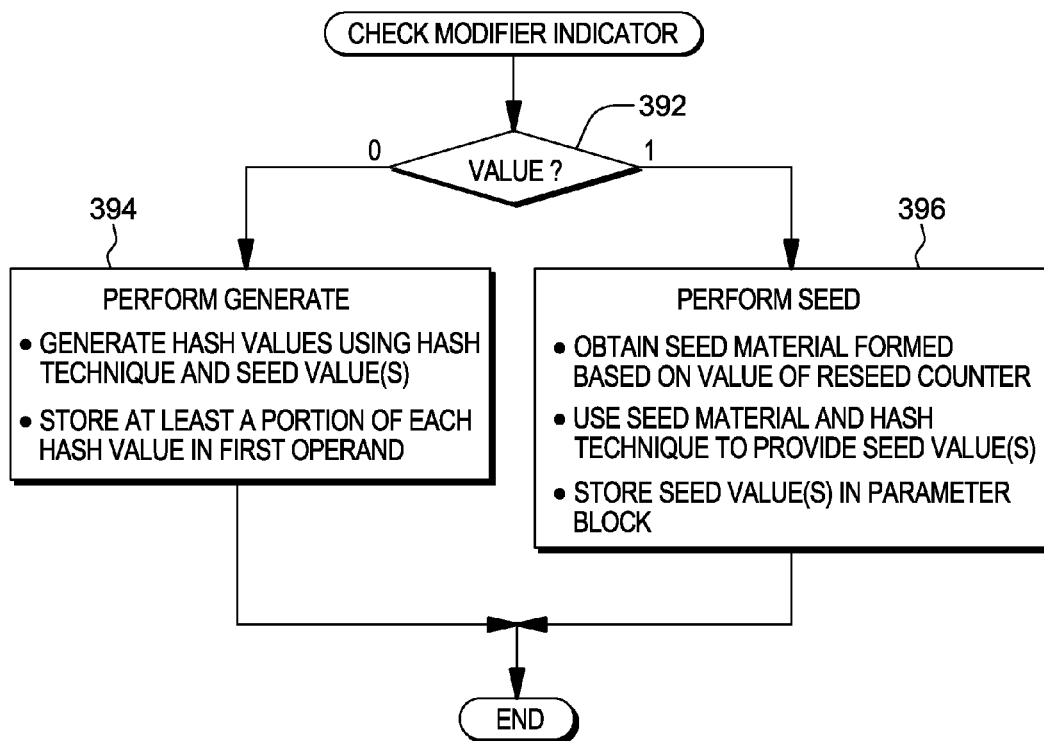 CHECK MODIFIER INDICATOR
392
0
VALUE ?
1
394
PERFORM GENERATE
• GENERATE HASH VALUES USING HASH
TECHNIQUE AND SEED VALUE(S)
• STORE AT LEAST A PORTION OF EACH
HASH VALUE IN FIRST OPERAND
396
PERFORM SEED
• OBTAIN SEED MATERIAL FORMED
BASED ON VALUE OF RESEED COUNTER
• USE SEED MATERIAL AND HASH
TECHNIQUE TO PROVIDE SEED VALUE(S)
• STORE SEED VALUE(S) IN PARAMETER
BLOCK
END